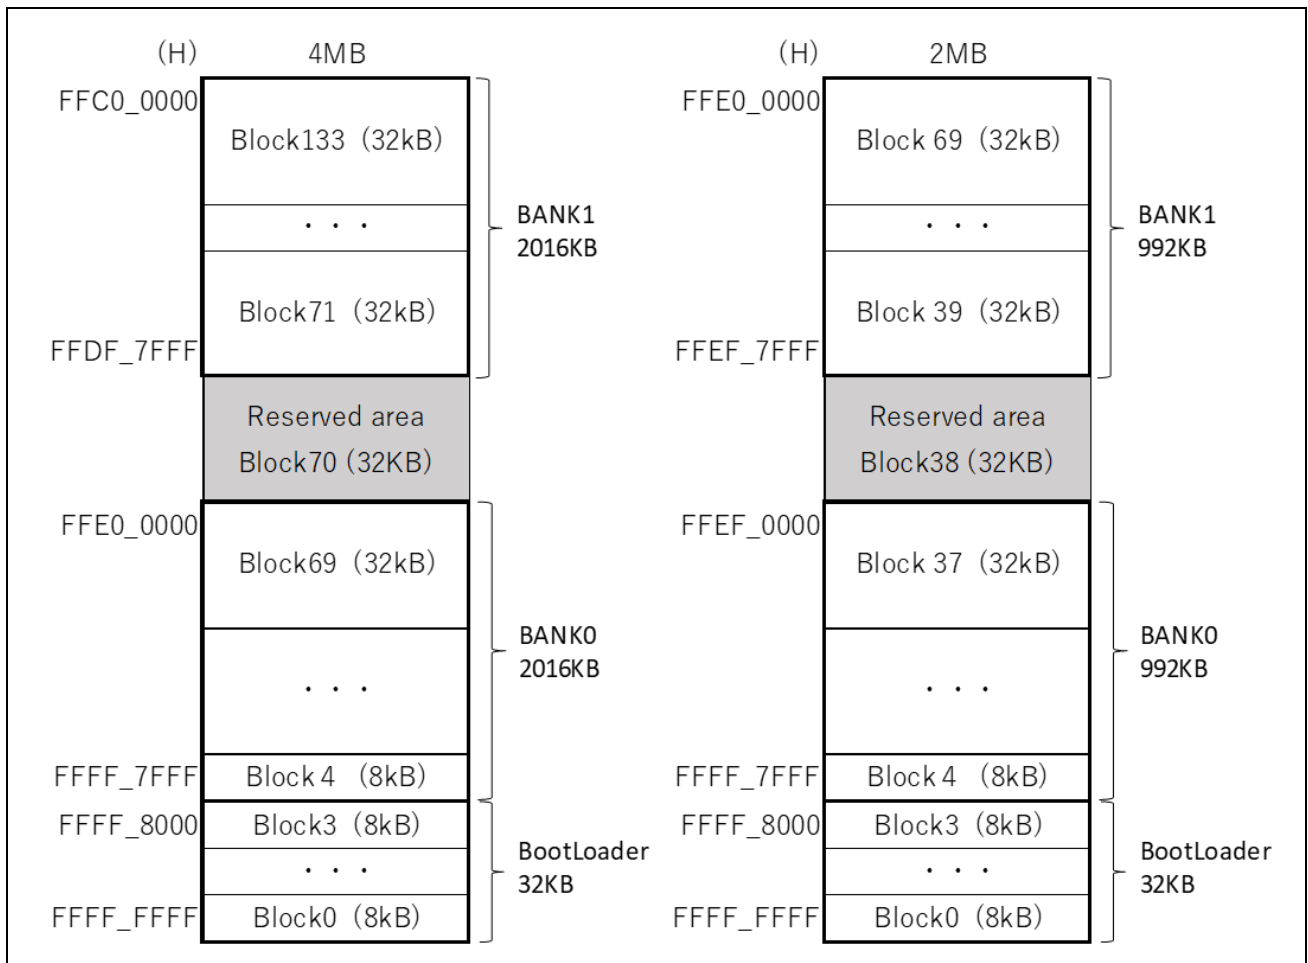 (H) 4MB
FFC0_0000
Block133 (32kB)
· · ·
BANK1
2016KB
Block71 (32kB)
FFDF_7FFF
Reserved area
Block70 (32KB)
FFE0_0000
Block69 (32kB)
BANK0
2016KB
· · ·
FFFF_7FFF
Block 4 (8kB)
FFFF_8000
Block3 (8kB)
· · ·
BootLoader
32KB
FFFF_FFFF
Block0 (8kB)
(H) 2MB
FFE0_0000
Block 69 (32kB)
· · ·
BANK1
992KB
Block 39 (32kB)
FFEF_7FFF
Reserved area
Block38 (32KB)
FFEF_0000
Block 37 (32kB)
BANK0
992KB
· · ·
FFFF_7FFF
Block 4 (8kB)
FFFF_8000
Block3 (8kB)
· · ·
BootLoader
32KB
FFFF_FFFF
Block0 (8kB)